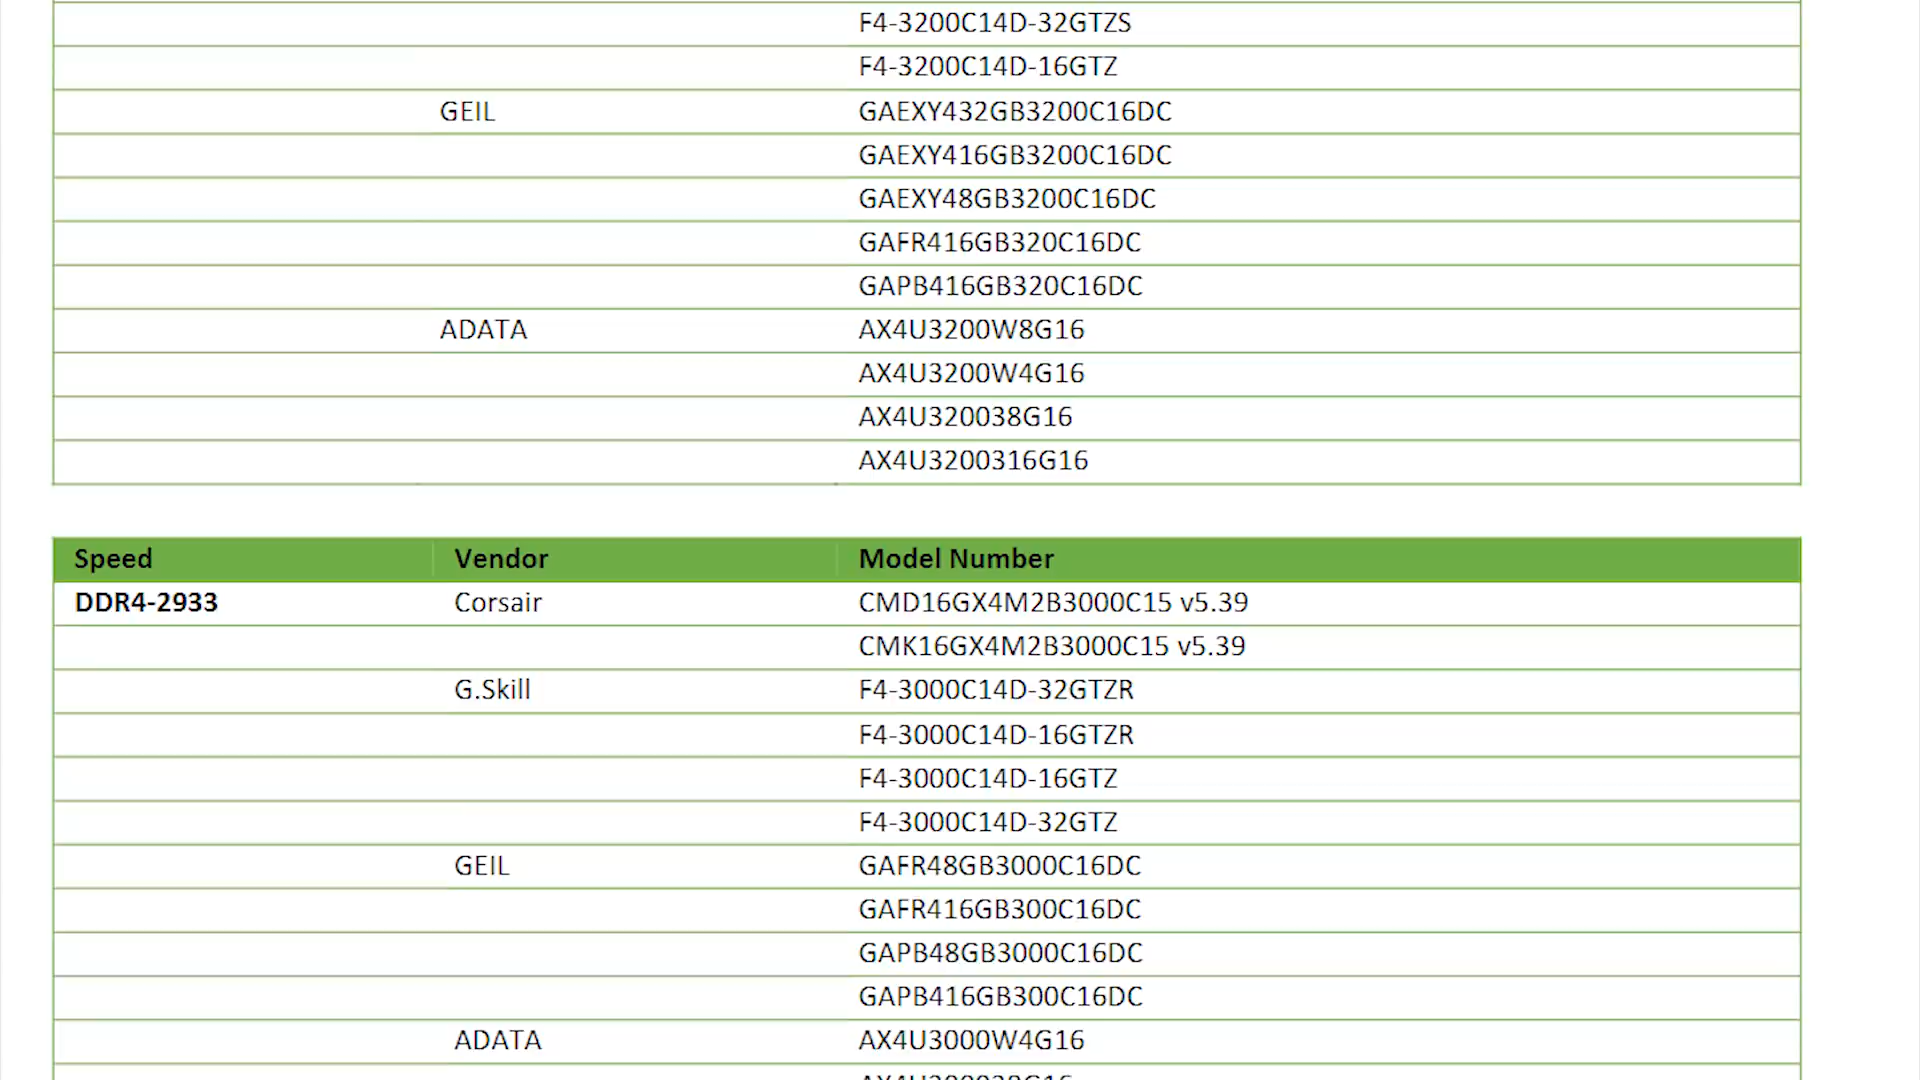 F4-3200C14D-32GTZS
F4-3200C14D-16GTZ
GEIL GAEXY432GB3200C16DC
GAEXY416GB3200C16DC
GAEXY48GB3200C16DC
GAFR416GB320C16DC
GAPB416GB320C16DC
ADATA AX4U3200W8G16
AX4U3200W4G16
AX4U320038G16
AX4U3200316G16
Speed Vendor Model Number
DDR4-2933 Corsair CMD16GX4M2B3000C15 v5.39
CMK16GX4M2B3000C15 v5.39
G.Skill F4-3000C14D-32GTZR
F4-3000C14D-16GTZR
F4-3000C14D-16GTZ
F4-3000C14D-32GTZ
GEIL GAFR48GB3000C16DC
GAFR416GB300C16DC
GAPB48GB3000C16DC
GAPB416GB300C16DC
ADATA AX4U3000W4G16